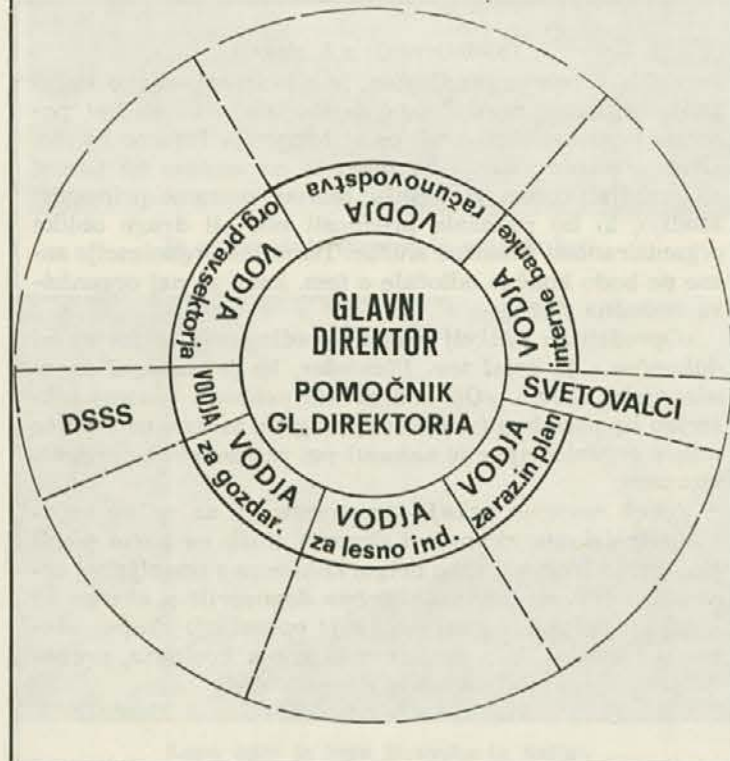 GLAVNI
DIREKTOR
POMOČNIK
GL.DIREKTORJA
VODJA
računovodstva
VODJA
interne banke
SVETOVALCI
VODJA
za raz.in plan
VODJA
za lesno ind.
VODJA
za gozdar.
VODJA
DSSS
VODJA
org.prav.sektorja